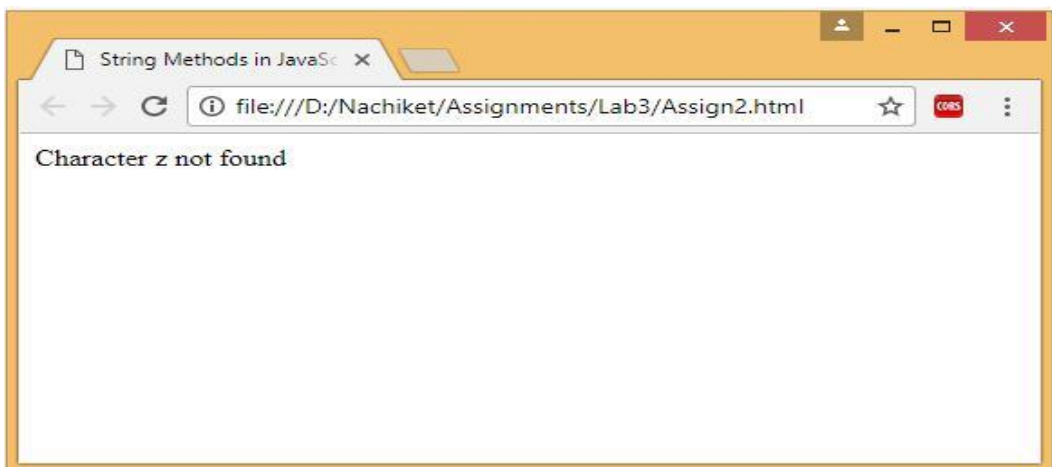 String Methods in JavaSc
file:///D:/Nachiket/Assignments/Lab3/Assign2.html
CORS
Character z not found